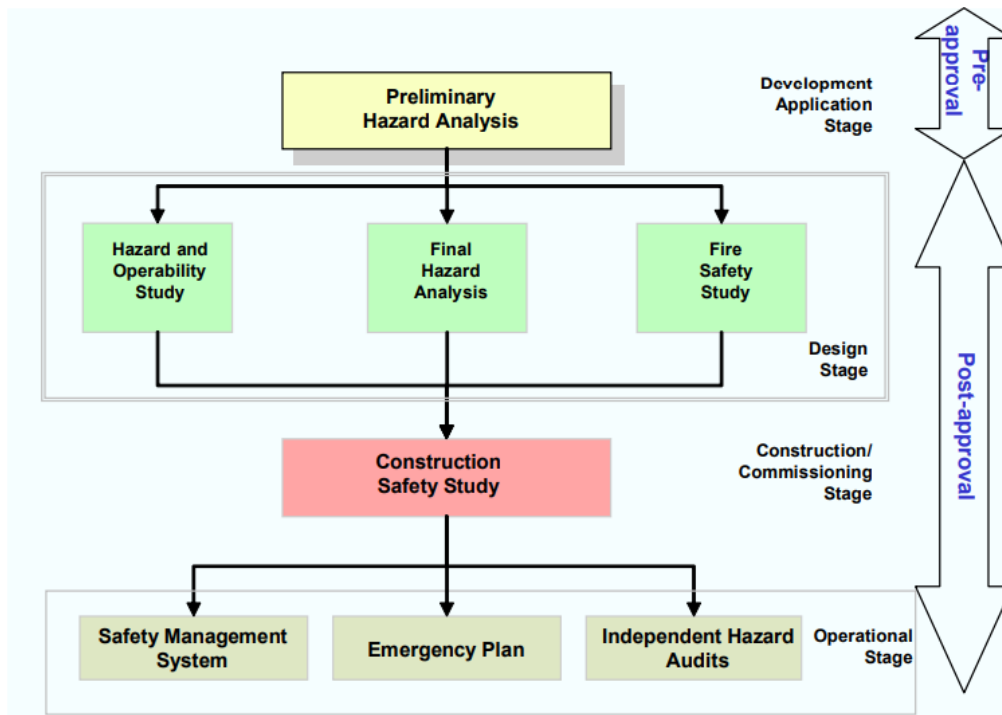 Pre-
approval
Development
Application
Stage
Preliminary
Hazard Analysis
Hazard and
Operability
Study
Final
Hazard
Analysis
Fire
Safety
Study
Design
Stage
Post-approval
Construction
Safety Study
Construction/
Commissioning
Stage
Safety Management
System
Emergency Plan
Independent Hazard
Audits
Operational
Stage